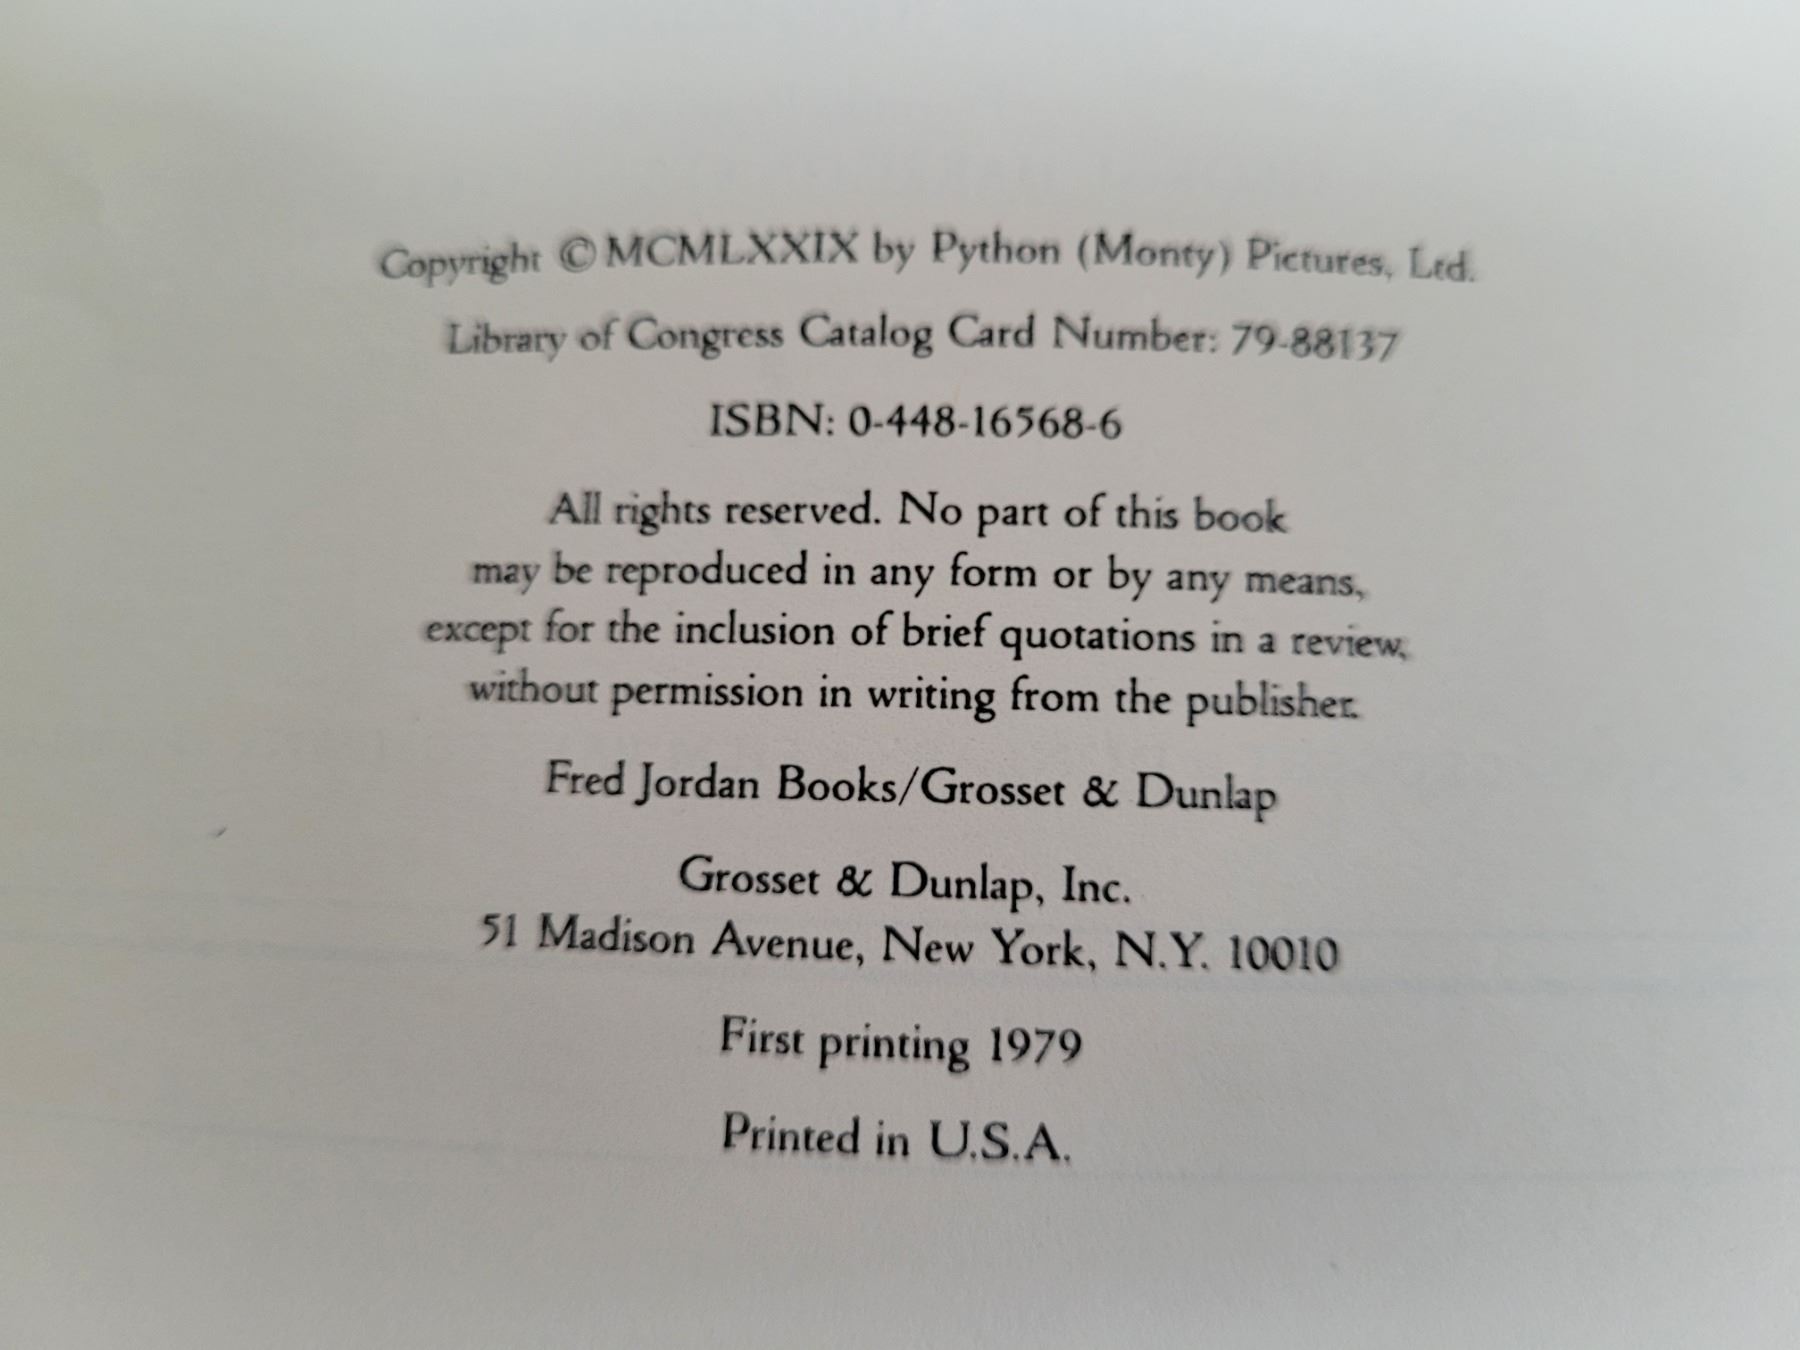 Copyright © MCMLXXIX by Python (Monty) Pictures, Ltd.
Library of Congress Catalog Card Number: 79-88137
ISBN: 0-448-16568-6
All rights reserved. No part of this book
may be reproduced in any form or by any means,
except for the inclusion of brief quotations in a review,
without permission in writing from the publisher.
Fred Jordan Books/Grosset & Dunlap
Grosset & Dunlap, Inc.
51 Madison Avenue, New York, N.Y. 10010
First printing 1979
Printed in U.S.A.